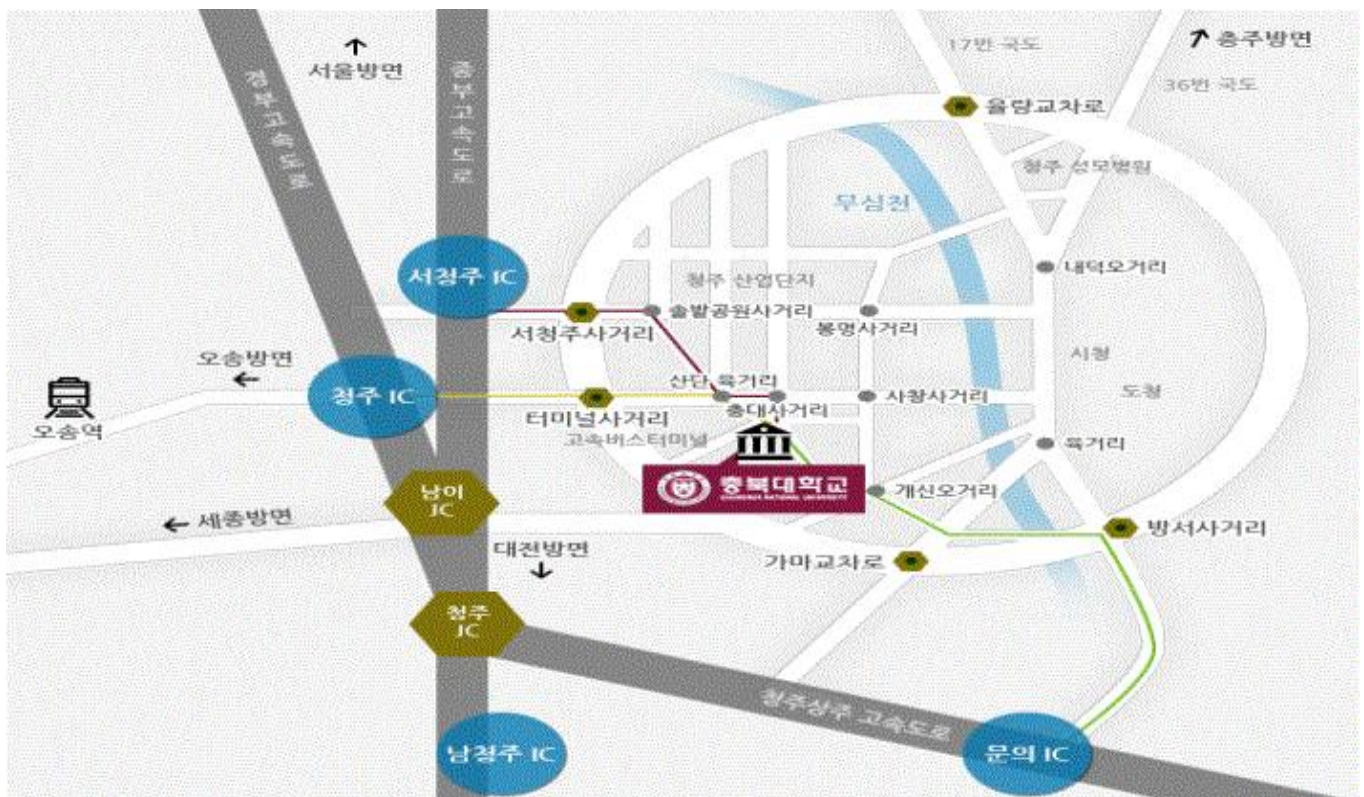 17번 국도
충주방면
서울방면
36번 국도
경부고속도로
중부고속도로
율량교차로
청주 성모병원
무심천
서청주 IC
청주 산업단지
내덕오거리
솔밭공원사거리
서청주사거리
봉명사거리
시청
오송방면
산단 육거리
도청
청주 IC
사창사거리
오송역
터미널사거리
충대사거리
고속버스터미널
육거리
충북대학교
CHUNGBUK NATIONAL UNIVERSITY
개신오거리
남이
JC
세종방면
방서사거리
대전방면
가마교차로
청주
JC
청주상주 고속도로
남청주 IC
문의 IC